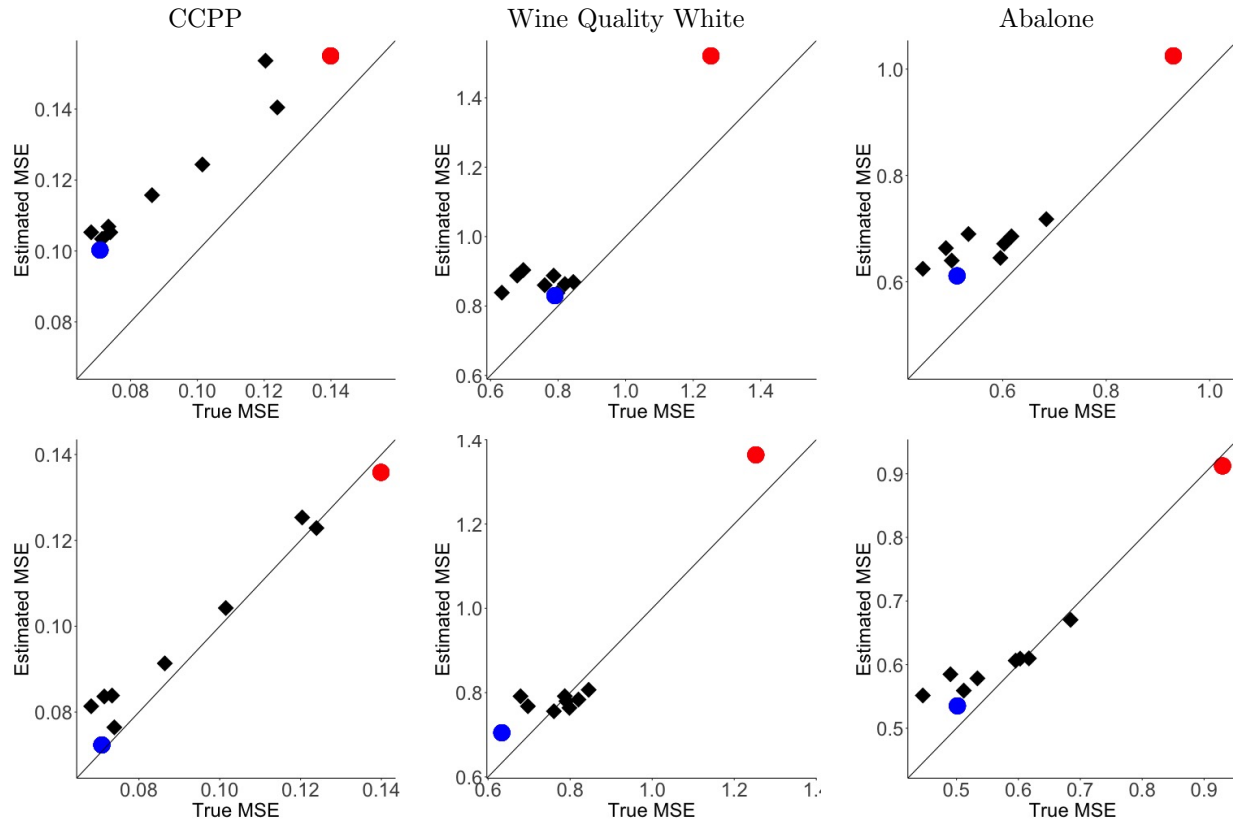 CCPP
Wine Quality White
Abalone
Estimated MSE
0.14
0.12
0.10
0.08
0.08 0.10 0.12 0.14
True MSE
Estimated MSE
1.4
1.2
1.0
0.8
0.6
0.6 0.8 1.0 1.2 1.4
True MSE
Estimated MSE
1.0
0.8
0.6
0.6 0.8 1.0
True MSE
Estimated MSE
0.14
0.12
0.10
0.08
0.08 0.10 0.12 0.14
True MSE
Estimated MSE
1.4
1.2
1.0
0.8
0.6
0.6 0.8 1.0 1.2
True MSE
Estimated MSE
0.9
0.8
0.7
0.6
0.5
0.5 0.6 0.7 0.8 0.9
True MSE